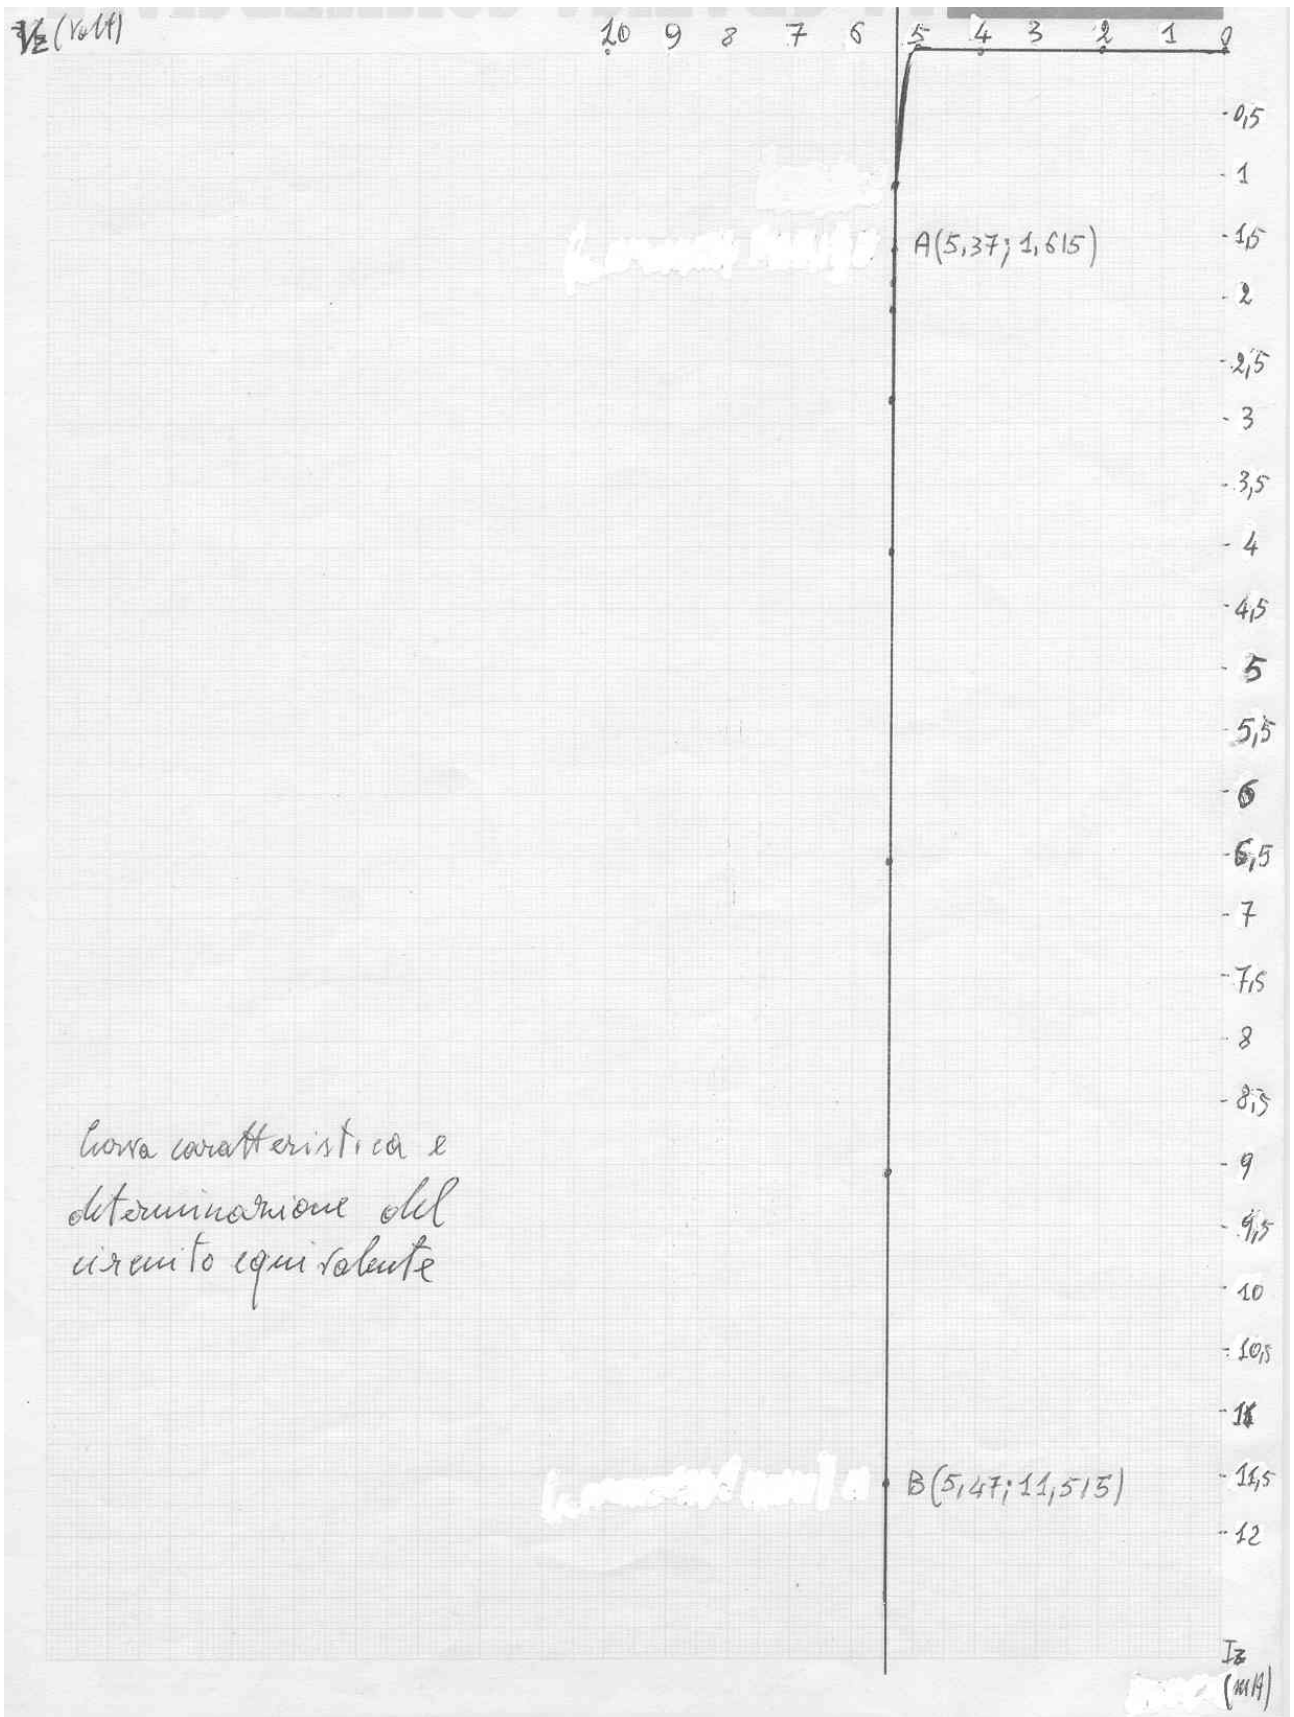 Vz (Volt)
10 9 8 7 6 5 4 3 2 1 0
0,5
1
A(5,37; 1,615)
1,5
2
2,5
3
3,5
4
4,5
5
5,5
6
6,5
7
7,5
8
8,5
Curva caratteristica e
9
determinazione del
9,5
circuito equivalente
10
10,5
11
B(5,47; 11,515)
11,5
12
Iz
(mA)